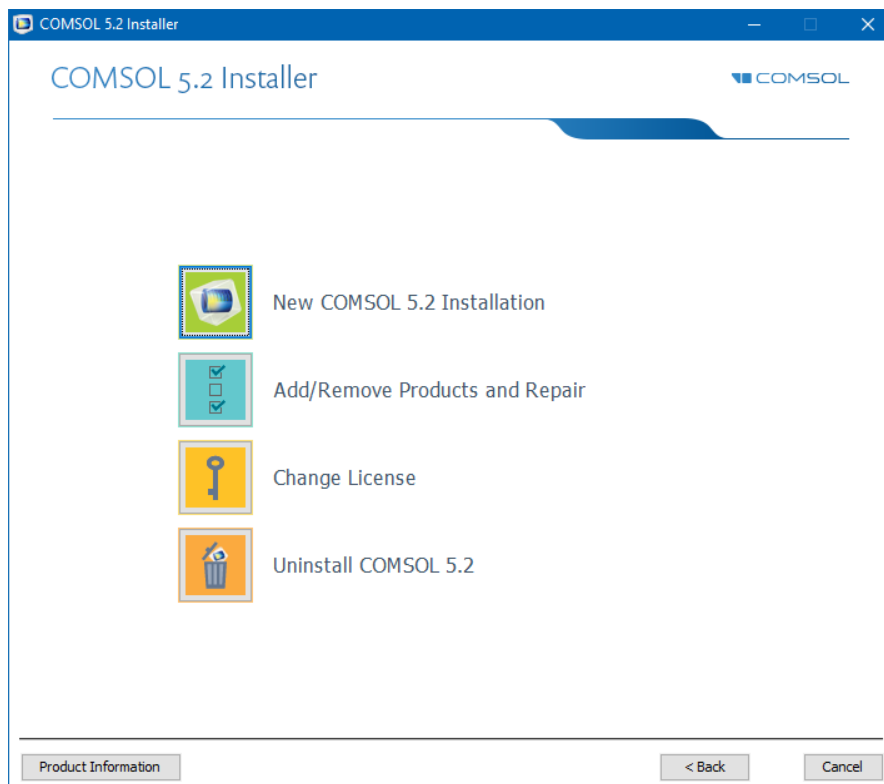 COMSOL 5.2 Installer
COMSOL 5.2 Installer
COMSOL
New COMSOL 5.2 Installation
Add/Remove Products and Repair
Change License
Uninstall COMSOL 5.2
Product Information
< Back
Cancel